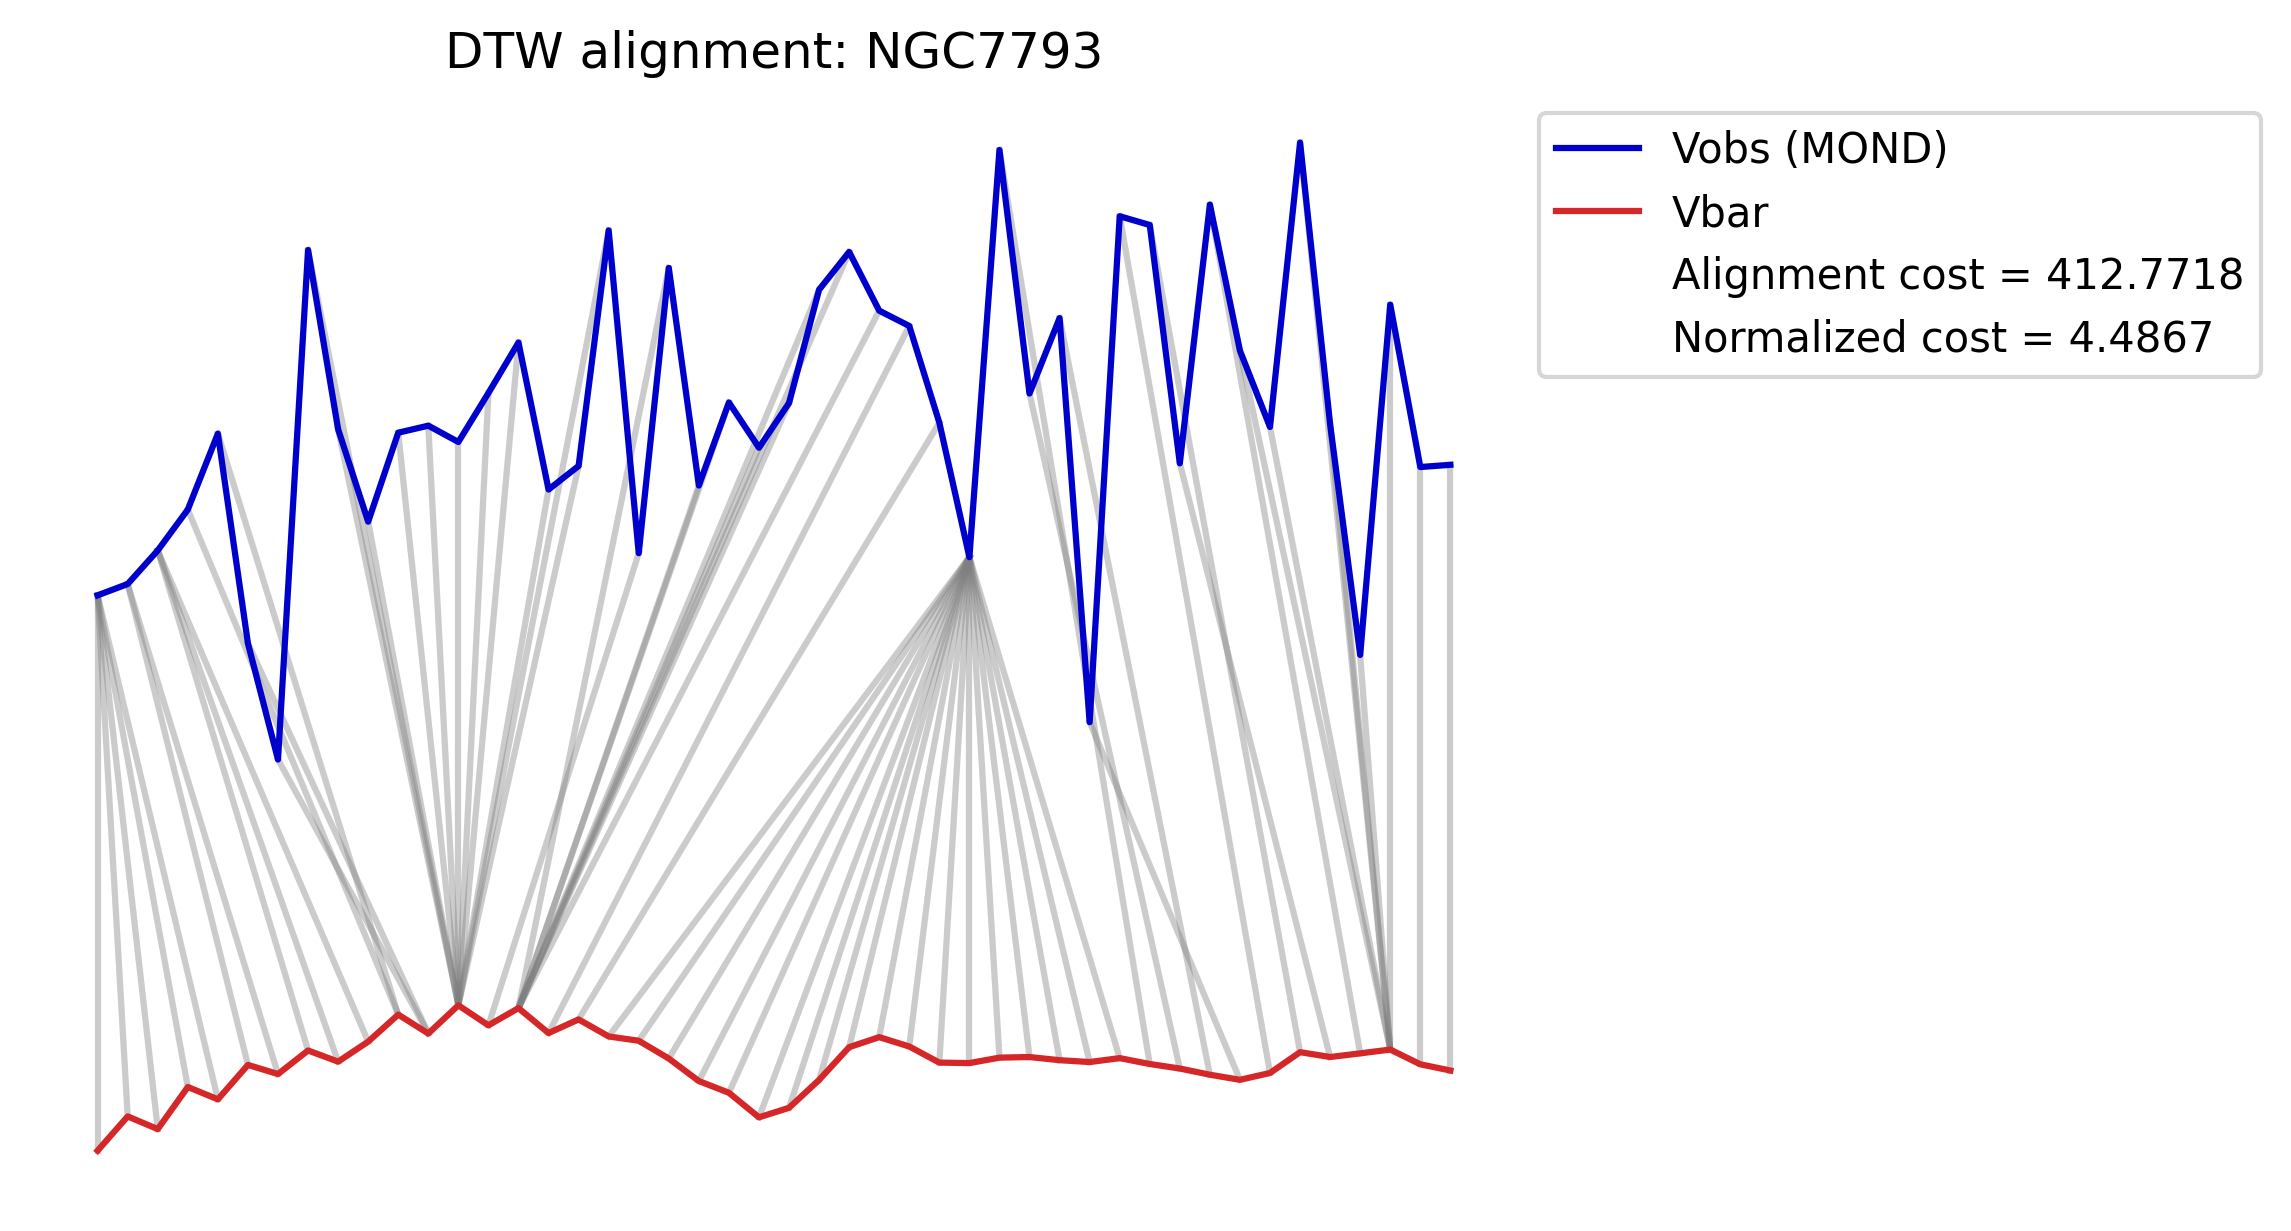 DTW alignment: NGC7793
Vobs (MOND)
Vbar
Alignment cost = 412.7718
Normalized cost = 4.4867